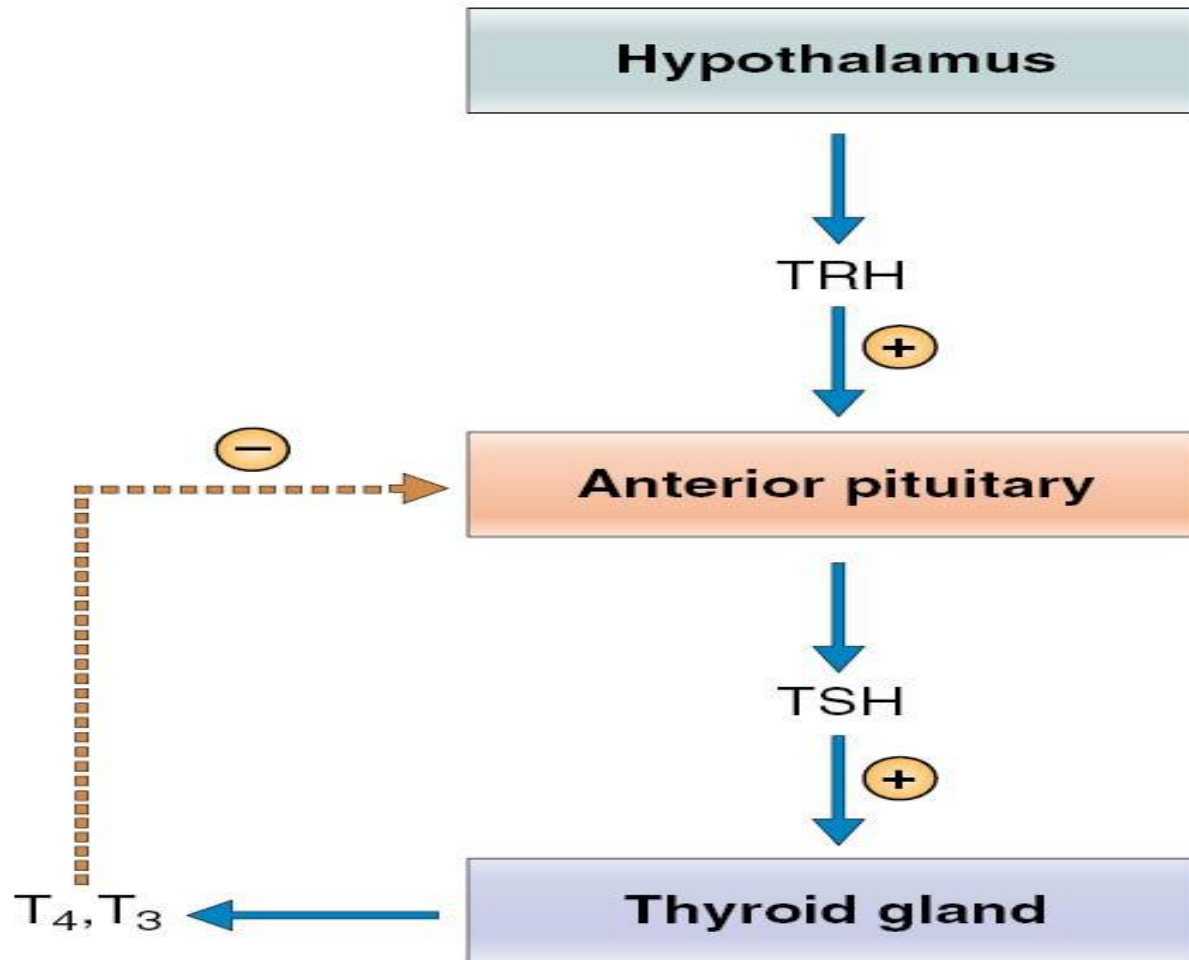 Hypothalamus
TRH
+
−
Anterior pituitary
TSH
+
Thyroid gland
T₄,T₃